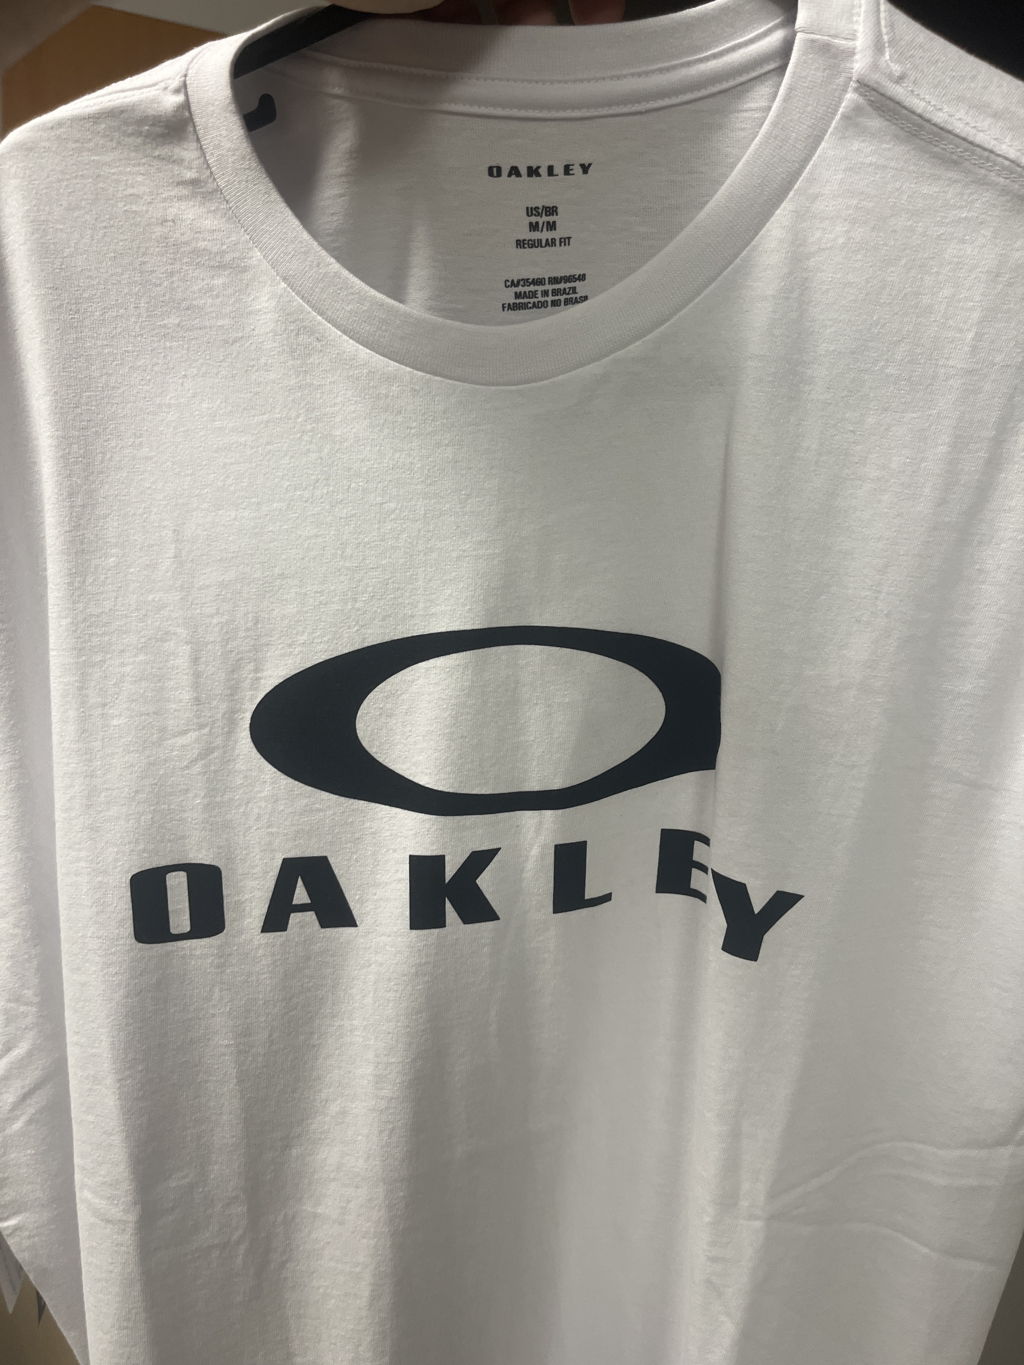 OAKLEY
US/BR
M/M
REGULAR FIT
CA#35460 RN#96548
MADE IN BRAZIL
FABRICADO NO BRASIL
OAKLEY